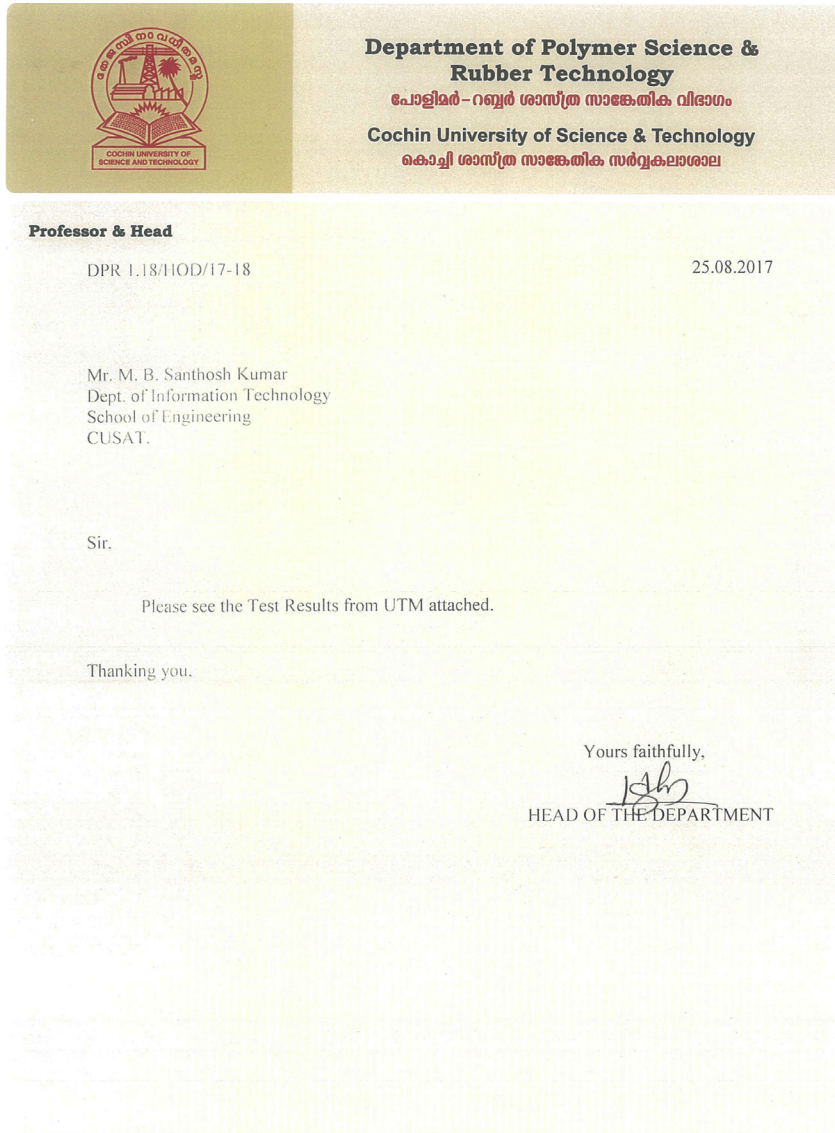 തേജസ്വിനാവധീതമസ്തു
COCHIN UNIVERSITY OF
SCIENCE AND TECHNOLOGY
Department of Polymer Science &
Rubber Technology
പോളിമർ-റബ്ബർ ശാസ്ത്ര സാങ്കേതിക വിഭാഗം
Cochin University of Science & Technology
കൊച്ചി ശാസ്ത്ര സാങ്കേതിക സർവ്വകലാശാല
Professor & Head
DPR 1.18/HOD/17-18
25.08.2017
Mr. M. B. Santhosh Kumar
Dept. of Information Technology
School of Engineering
CUSAT.
Sir.
Please see the Test Results from UTM attached.
Thanking you.
Yours faithfully,
HEAD OF THE DEPARTMENT